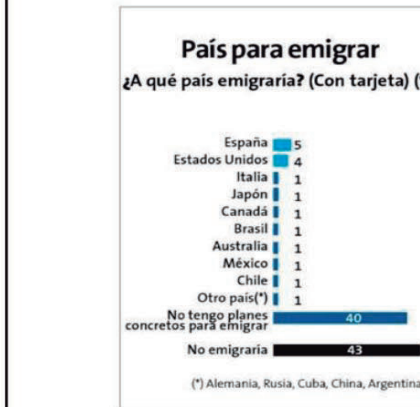 País para emigrar
¿A qué país emigraría? (Con tarjeta) (
España 5
Estados Unidos 4
Italia 1
Japón 1
Canadá 1
Brasil 1
Australia 1
México 1
Chile 1
Otro país(*) 1
No tengo planes
concretos para emigrar 40
No emigraría 43
(*) Alemania, Rusia, Cuba, China, Argentina